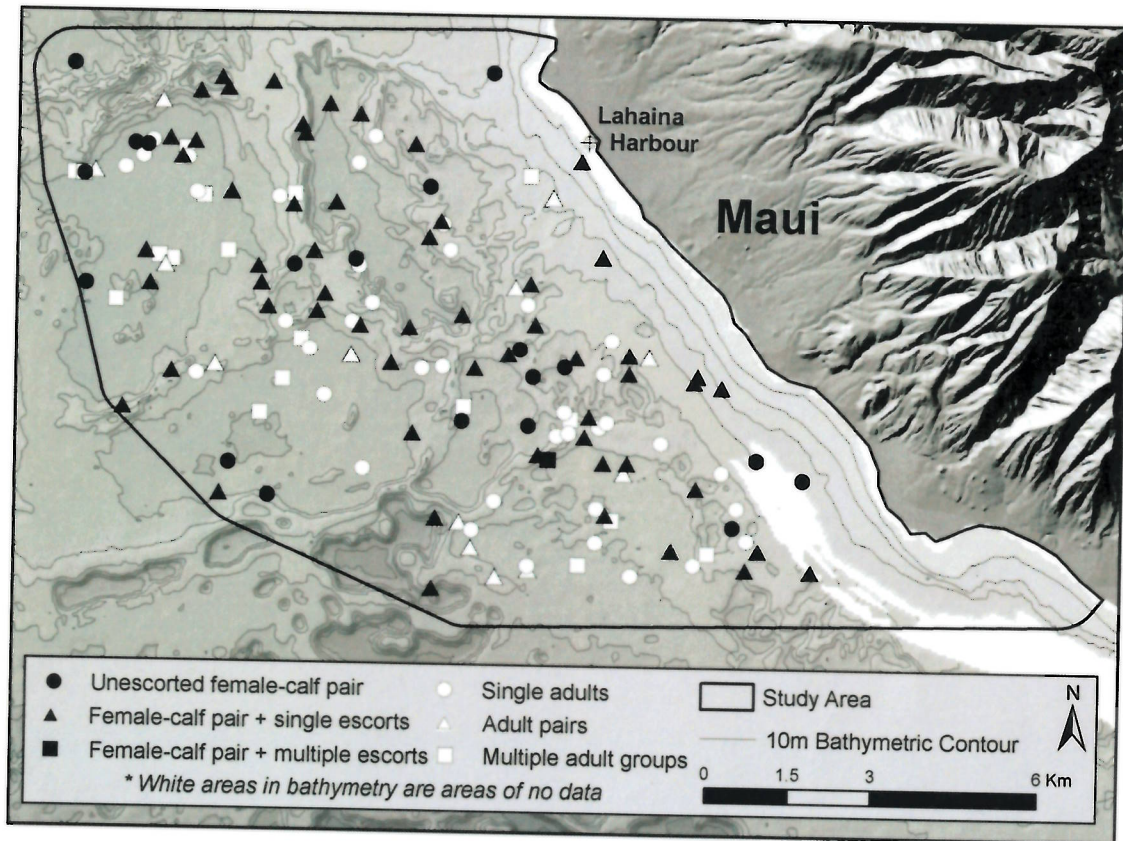 Lahaina
Harbour
Maui
Unescorted female-calf pair
Female-calf pair + single escorts
Female-calf pair + multiple escorts
* White areas in bathymetry are areas of no data
Single adults
Adult pairs
Multiple adult groups
Study Area
10m Bathymetric Contour
N
0 1.5 3 6 Km